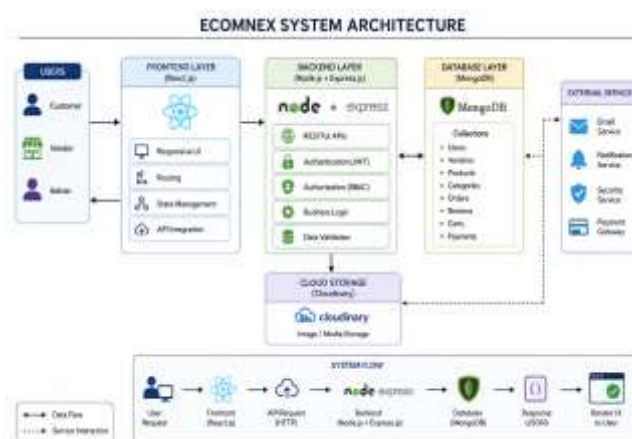 ECOMNEX SYSTEM ARCHITECTURE
USERS
Customer
Vendor
Admin
FRONTEND LAYER
(React.js)
Responsive UI
Routing
State Management
API Integration
BACKEND LAYER
(Node.js + Express.js)
node + express
RESTful APIs
Authentication (JWT)
Authorization (RBAC)
Business Logic
Data Validation
DATABASE LAYER
(MongoDB)
MongoDB
Collections
Users
Vendors
Products
Categories
Orders
Reviews
Carts
Payments
EXTERNAL SERVICE
Email
Service
Notification
Service
Security
Service
Payment
Gateway
CLOUD STORAGE
(Cloudinary)
cloudinary
Image / Media Storage
SYSTEM FLOW
User
Request
Frontend
(React.js)
API Request
(HTTP)
node express
Backend
(Node.js + Express.js)
Database
(MongoDB)
Response
(JSON)
Render UI
to User
Data Flow
Service Interaction